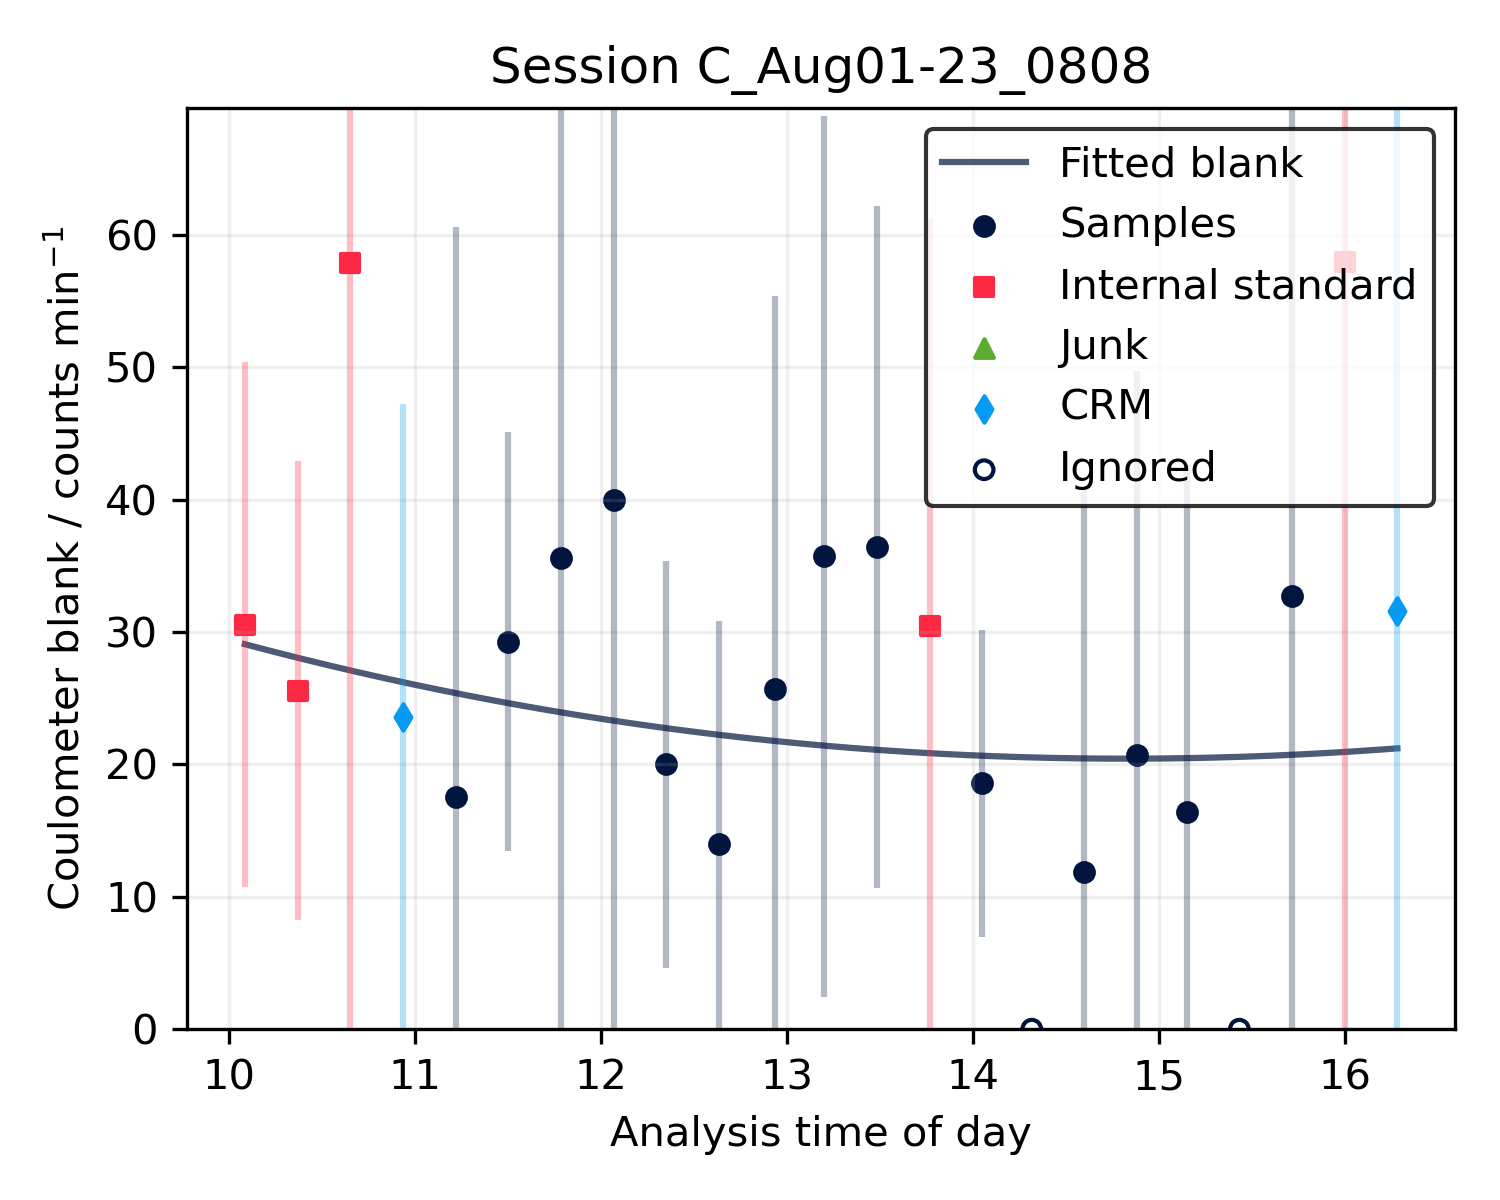 Session C_Aug01-23_0808
Fitted blank
Samples
Internal standard
Junk
CRM
Ignored
Coulometer blank / counts min⁻¹
60
50
40
30
20
10
0
10 11 12 13 14 15 16
Analysis time of day